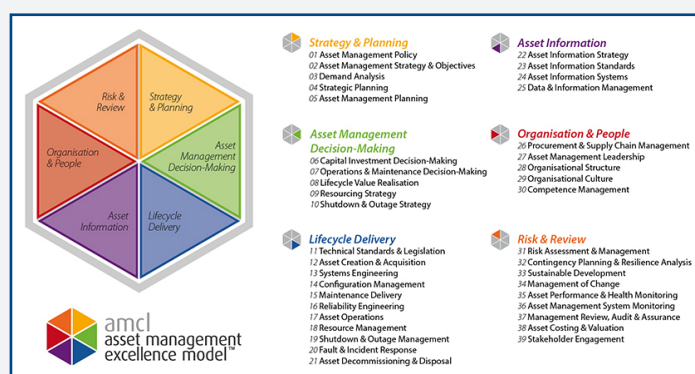 Risk &
Review
Strategy
& Planning
Organisation
& People
Asset
Management
Decision-Making
Asset
Information
Lifecycle
Delivery
amcl
asset management
excellence model™
Strategy & Planning
01 Asset Management Policy
02 Asset Management Strategy & Objectives
03 Demand Analysis
04 Strategic Planning
05 Asset Management Planning
Asset Management
Decision-Making
06 Capital Investment Decision-Making
07 Operations & Maintenance Decision-Making
08 Lifecycle Value Realisation
09 Resourcing Strategy
10 Shutdown & Outage Strategy
Lifecycle Delivery
11 Technical Standards & Legislation
12 Asset Creation & Acquisition
13 Systems Engineering
14 Configuration Management
15 Maintenance Delivery
16 Reliability Engineering
17 Asset Operations
18 Resource Management
19 Shutdown & Outage Management
20 Fault & Incident Response
21 Asset Decommissioning & Disposal
Asset Information
22 Asset Information Strategy
23 Asset Information Standards
24 Asset Information Systems
25 Data & Information Management
Organisation & People
26 Procurement & Supply Chain Management
27 Asset Management Leadership
28 Organisational Structure
29 Organisational Culture
30 Competence Management
Risk & Review
31 Risk Assessment & Management
32 Contingency Planning & Resilience Analysis
33 Sustainable Development
34 Management of Change
35 Asset Performance & Health Monitoring
36 Asset Management System Monitoring
37 Management Review, Audit & Assurance
38 Asset Costing & Valuation
39 Stakeholder Engagement